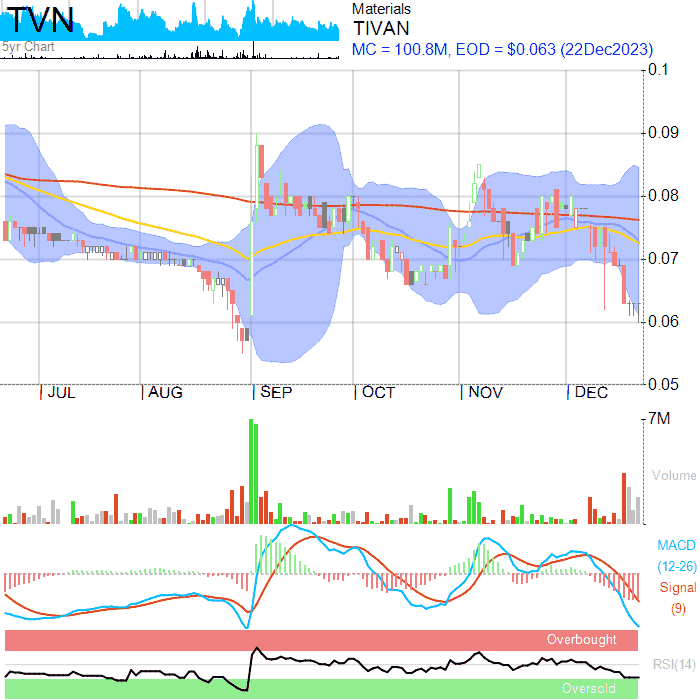 TVN
5yr Chart
Materials
TIVAN
MC = 100.8M, EOD = $0.063 (22Dec2023)
0.1
0.09
0.08
0.07
0.06
0.05
JUL AUG SEP OCT NOV DEC
7M
Volume
MACD
(12-26)
Signal
(9)
Overbought
RSI(14)
Oversold